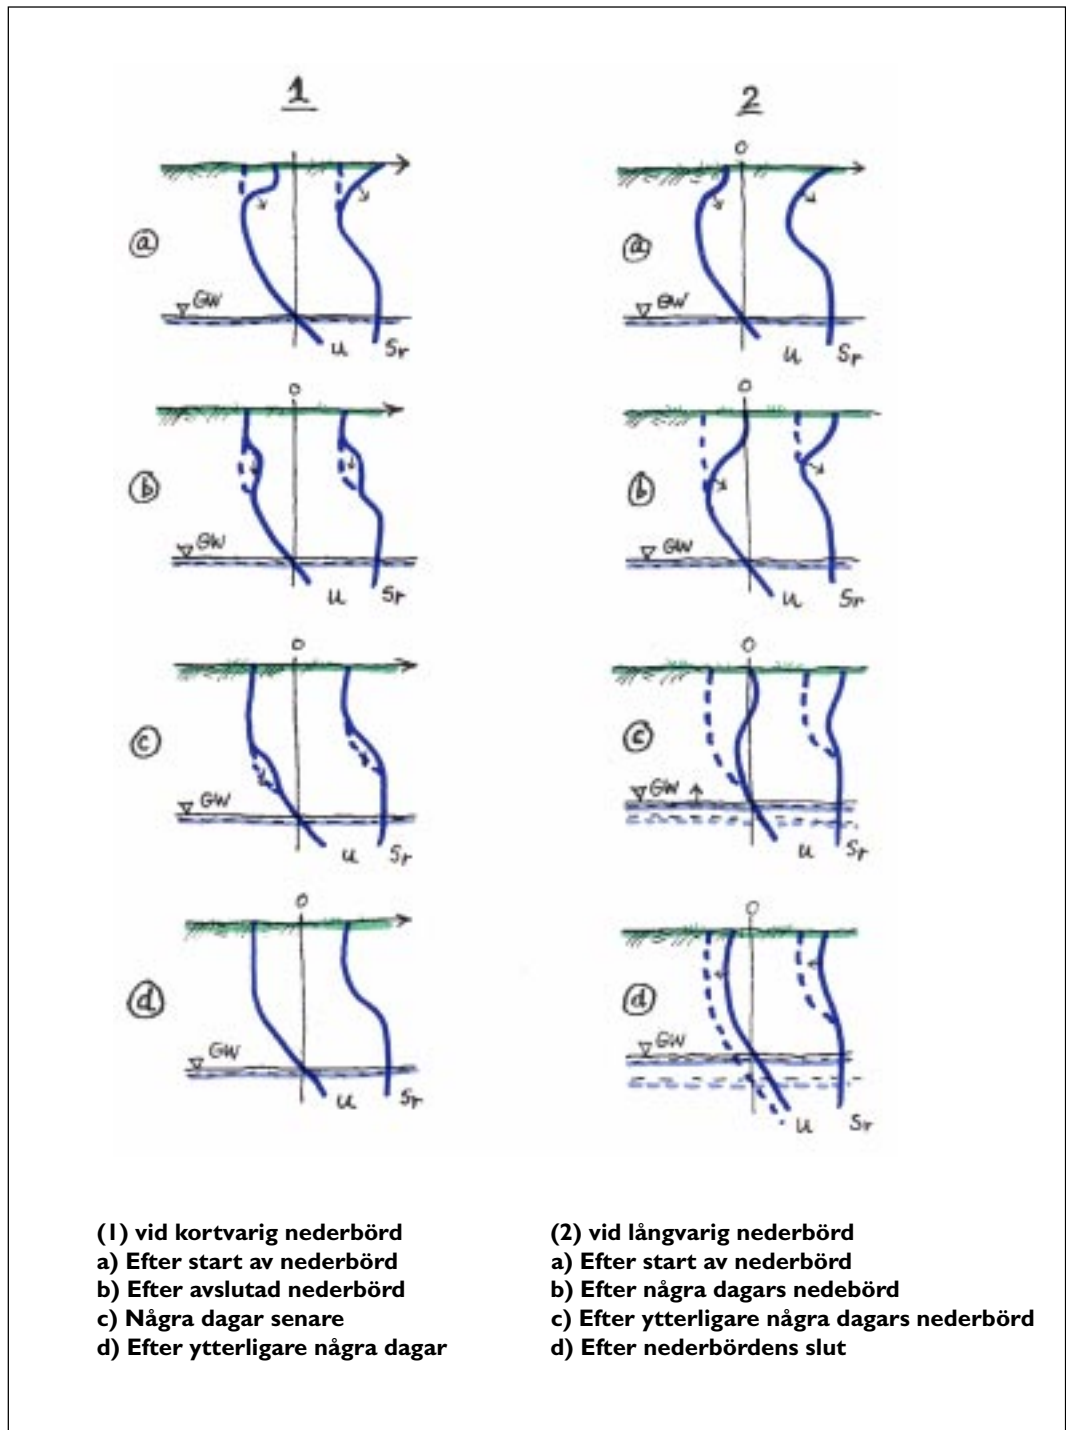 1
2
0
a
GW
u Sr
a
GW
u Sr
0
b
GW
u Sr
0
b
GW
u Sr
0
c
GW
u Sr
0
c
GW
u Sr
0
d
GW
u Sr
0
d
GW
u Sr
(1) vid kortvarig nederbörd
a) Efter start av nederbörd
b) Efter avslutad nederbörd
c) Några dagar senare
d) Efter ytterligare några dagar
(2) vid långvarig nederbörd
a) Efter start av nederbörd
b) Efter några dagars nedebörd
c) Efter ytterligare några dagars nederbörd
d) Efter nederbördens slut